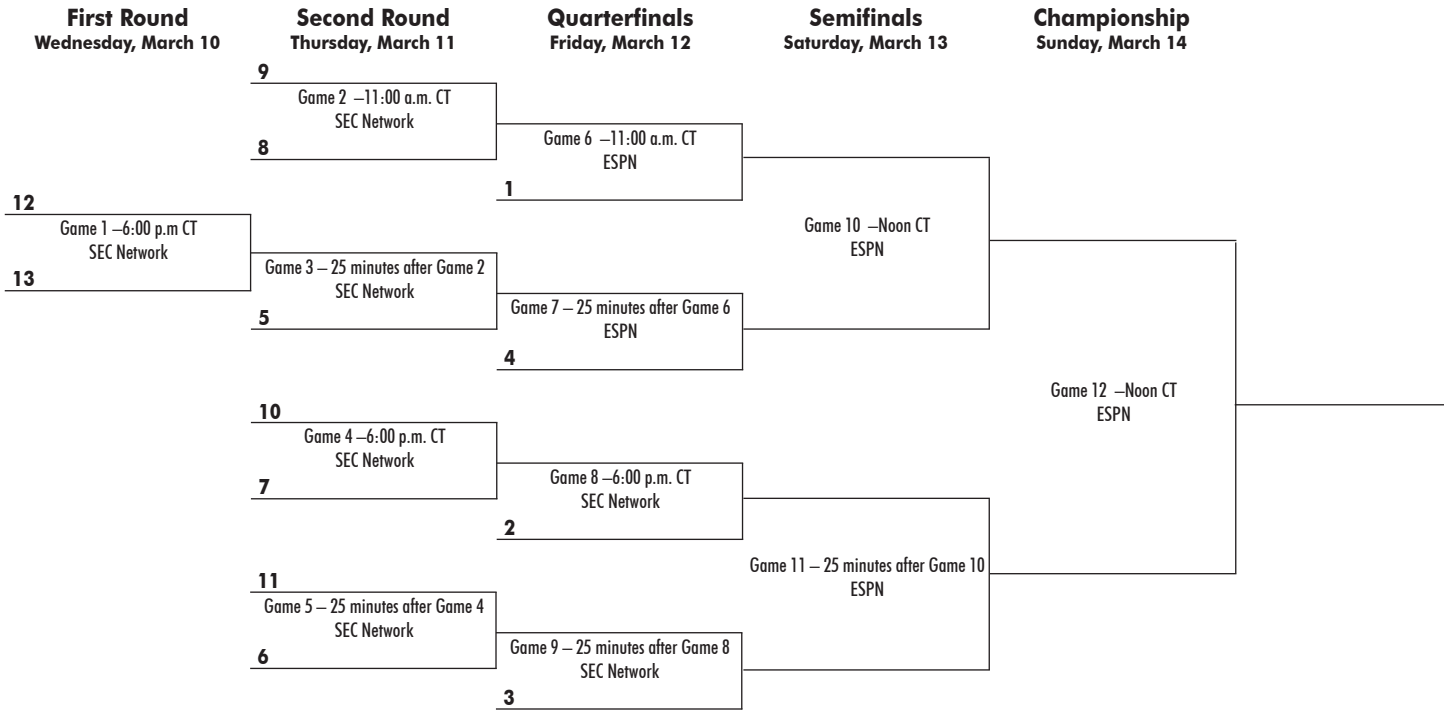 First Round
Wednesday, March 10
Second Round
Thursday, March 11
Quarterfinals
Friday, March 12
Semifinals
Saturday, March 13
Championship
Sunday, March 14
12
Game 1 –6:00 p.m CT
SEC Network
13
9
Game 2 –11:00 a.m. CT
SEC Network
8
Game 3 – 25 minutes after Game 2
SEC Network
5
10
Game 4 –6:00 p.m. CT
SEC Network
7
11
Game 5 – 25 minutes after Game 4
SEC Network
6
Game 6 –11:00 a.m. CT
ESPN
1
Game 7 – 25 minutes after Game 6
ESPN
4
Game 8 –6:00 p.m. CT
SEC Network
2
Game 9 – 25 minutes after Game 8
SEC Network
3
Game 10 –Noon CT
ESPN
Game 11 – 25 minutes after Game 10
ESPN
Game 12 –Noon CT
ESPN